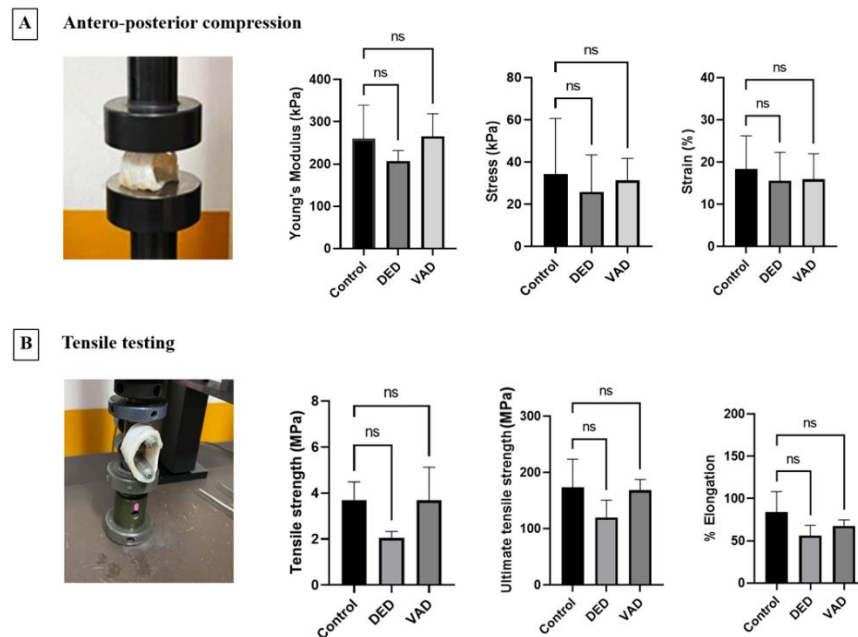 A Antero-posterior compression
ns
ns
400
300
200
100
0
Young's Modulus (kPa)
Control
DED
VAD
ns
ns
80
60
40
20
0
Stress (kPa)
Control
DED
VAD
ns
ns
40
30
20
10
0
Strain (%)
Control
DED
VAD
B Tensile testing
ns
ns
8
6
4
2
0
Tensile strength (MPa)
Control
DED
VAD
ns
ns
300
200
100
0
Ultimate tensile strength (MPa)
Control
DED
VAD
ns
ns
200
150
100
50
0
% Elongation
Control
DED
VAD